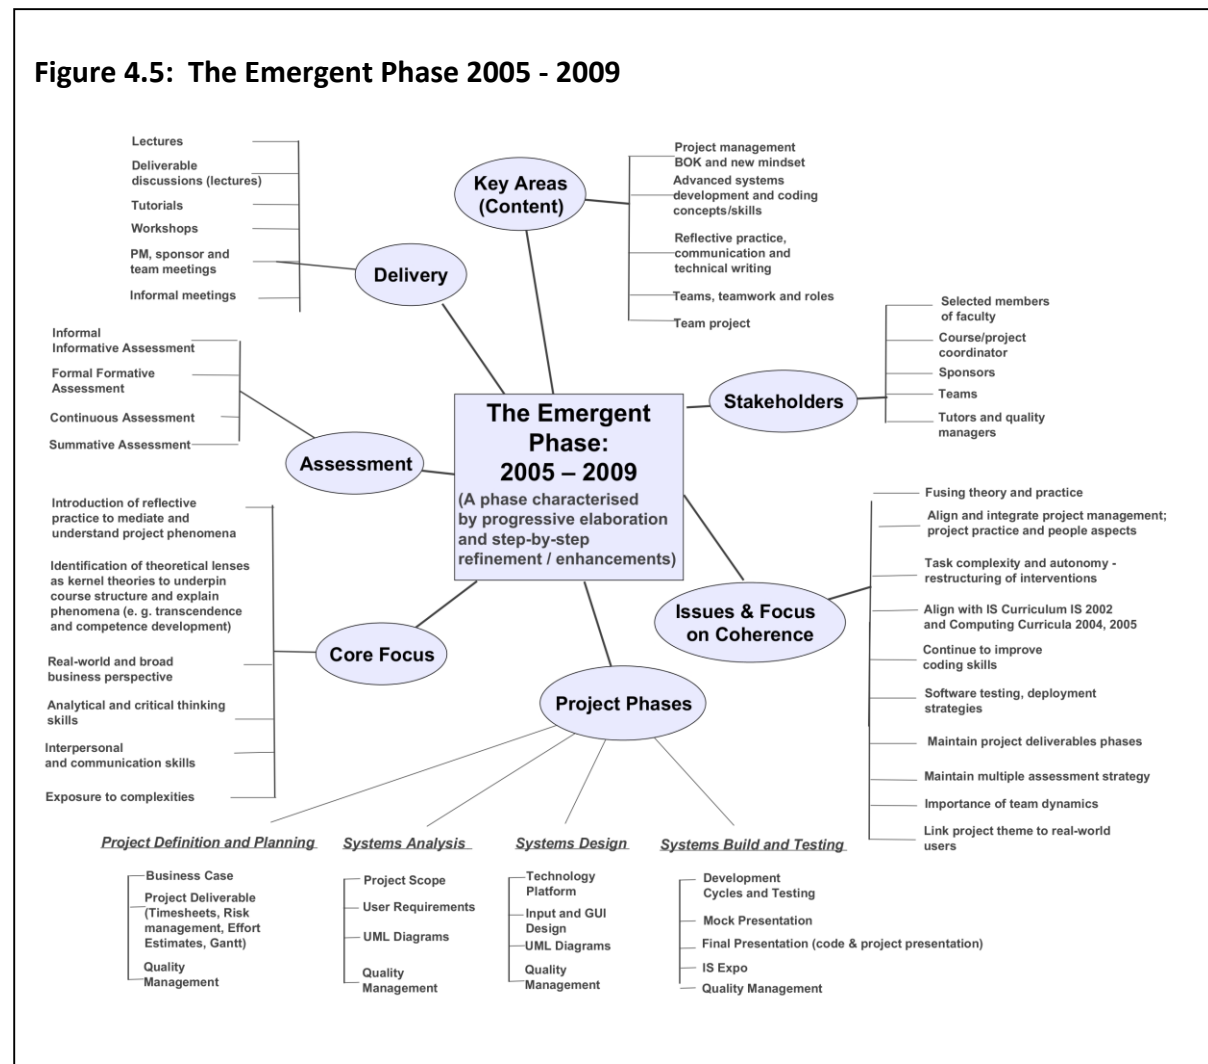 Figure 4.5: The Emergent Phase 2005 - 2009
Lectures
Deliverable
discussions (lectures)
Tutorials
Workshops
PM, sponsor and
team meetings
Informal meetings
Delivery
Key Areas
(Content)
Project management
BOK and new mindset
Advanced systems
development and coding
concepts/skills
Reflective practice,
communication and
technical writing
Teams, teamwork and roles
Team project
Informal
Informative Assessment
Formal Formative
Assessment
Continuous Assessment
Summative Assessment
Assessment
The Emergent
Phase:
2005 – 2009
(A phase characterised
by progressive elaboration
and step-by-step
refinement / enhancements)
Stakeholders
Selected members
of faculty
Course/project
coordinator
Sponsors
Teams
Tutors and quality
managers
Introduction of reflective
practice to mediate and
understand project phenomena
Identification of theoretical lenses
as kernel theories to underpin
course structure and explain
phenomena (e. g. transcendence
and competence development)
Real-world and broad
business perspective
Analytical and critical thinking
skills
Interpersonal
and communication skills
Exposure to complexities
Core Focus
Issues & Focus
on Coherence
Fusing theory and practice
Align and integrate project management;
project practice and people aspects
Task complexity and autonomy -
restructuring of interventions
Align with IS Curriculum IS 2002
and Computing Curricula 2004, 2005
Continue to improve
coding skills
Software testing, deployment
strategies
Maintain project deliverables phases
Maintain multiple assessment strategy
Importance of team dynamics
Link project theme to real-world
users
Project Phases
Project Definition and Planning
Business Case
Project Deliverable
(Timesheets, Risk
management, Effort
Estimates, Gantt)
Quality
Management
Systems Analysis
Project Scope
User Requirements
UML Diagrams
Quality
Management
Systems Design
Technology
Platform
Input and GUI
Design
UML Diagrams
Quality
Management
Systems Build and Testing
Development
Cycles and Testing
Mock Presentation
Final Presentation (code & project presentation)
IS Expo
Quality Management